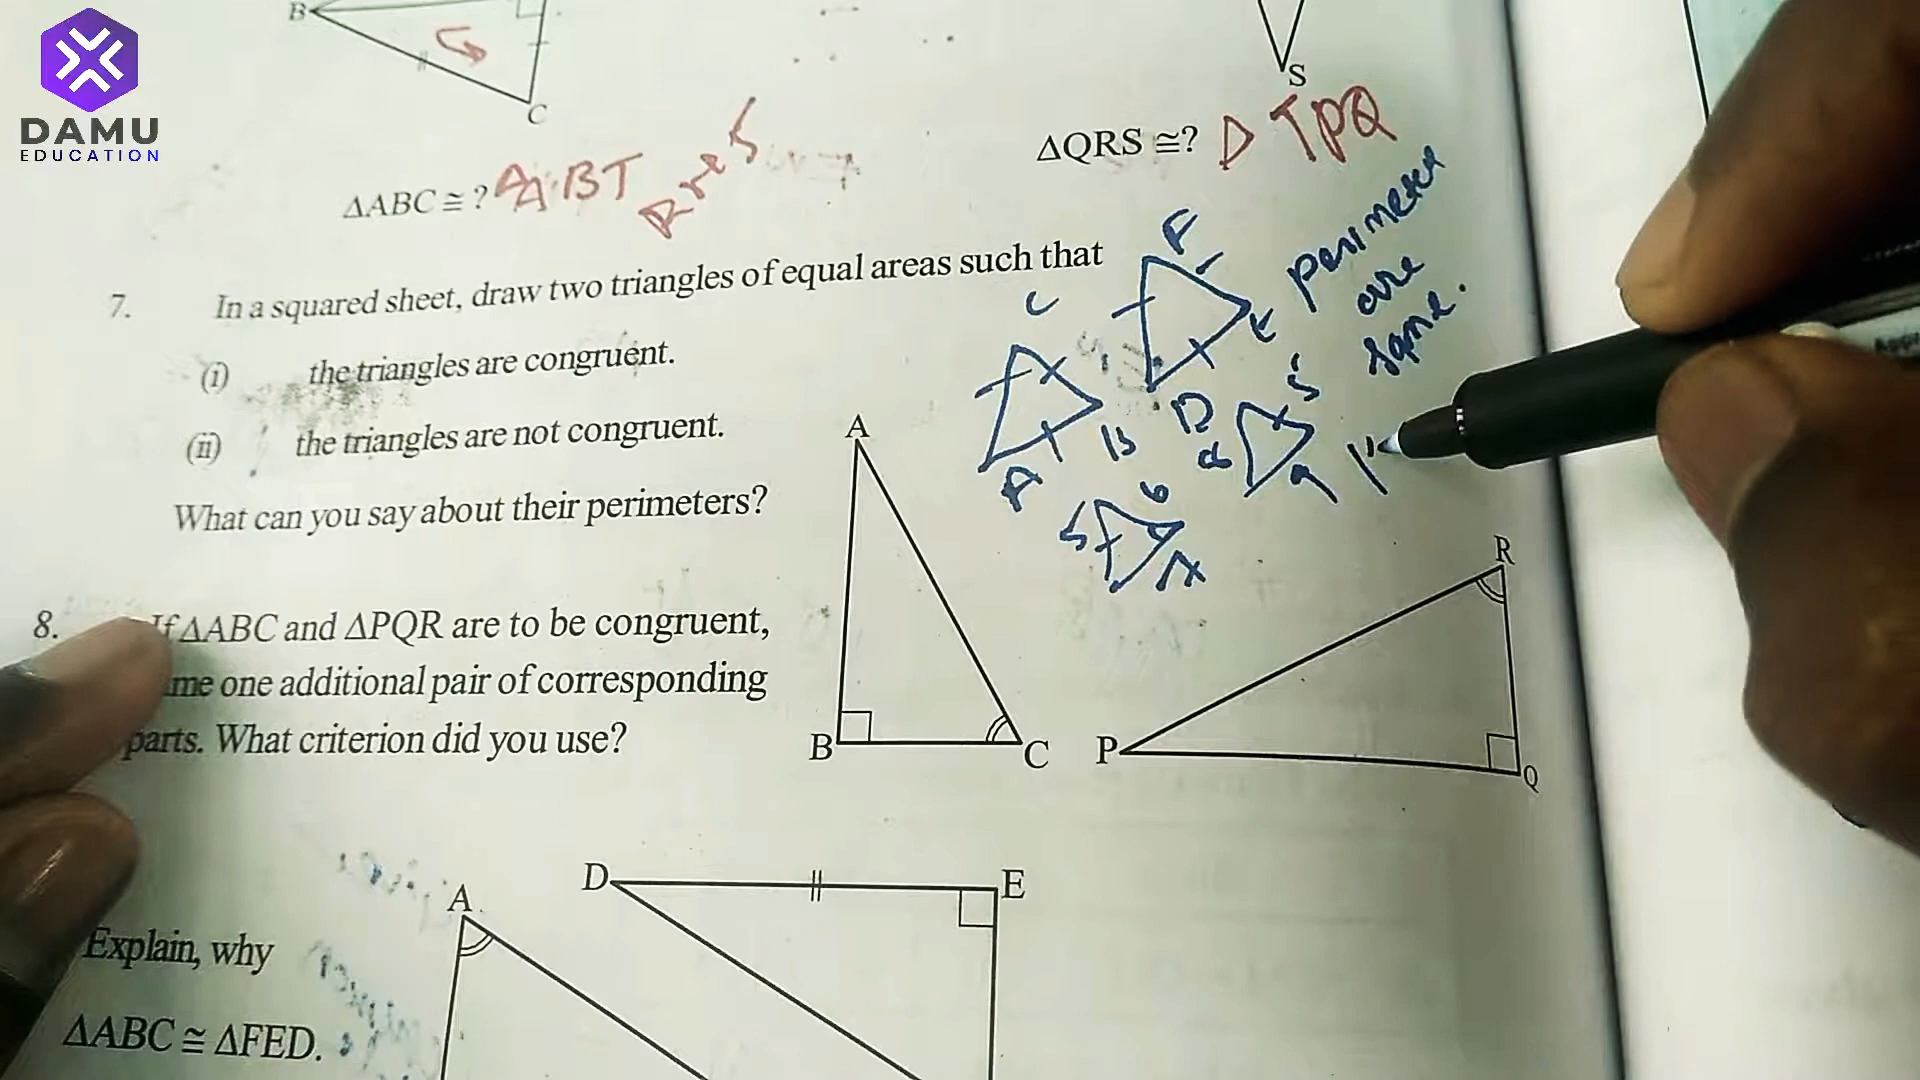 DAMU
EDUCATION
B
C
S
ΔABC ≅ ?
ΔQRS ≅? Δ TPQ
7. In a squared sheet, draw two triangles of equal areas such that
(i) the triangles are congruent.
(ii) the triangles are not congruent.
What can you say about their perimeters?
C
A
B
F
E
D
perimeter
are
same.
5
6
A
B
C
R
P
Q
8. If ΔABC and ΔPQR are to be congruent,
me one additional pair of corresponding
parts. What criterion did you use?
D
E
A
Explain, why
ΔABC ≅ ΔFED.